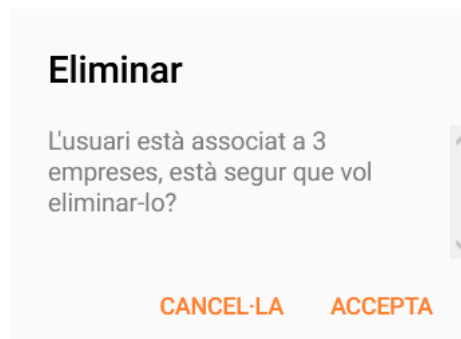 Eliminar
L'usuari està associat a 3
empreses, està segur que vol
eliminar-lo?
CANCEL·LA ACCEPTA